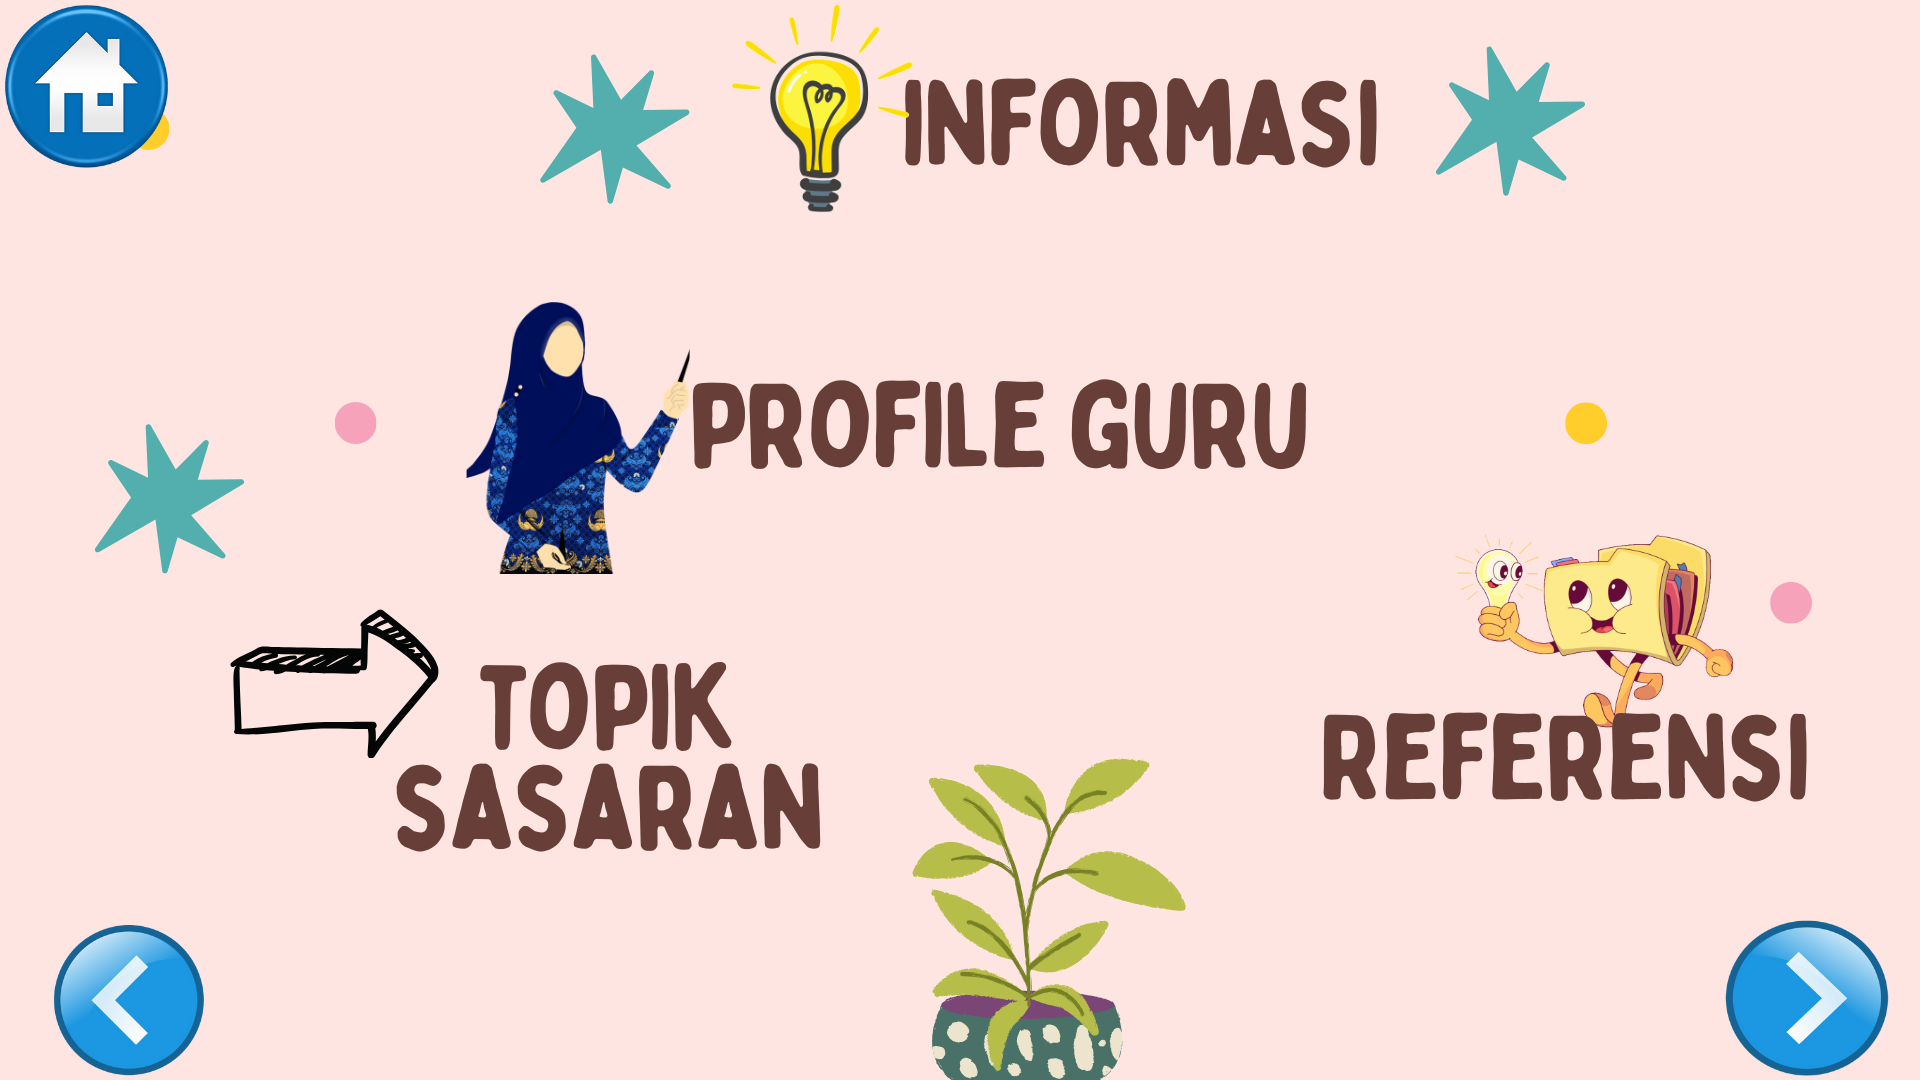 INFORMASI
PROFILE GURU
TOPIK
SASARAN
REFERENSI